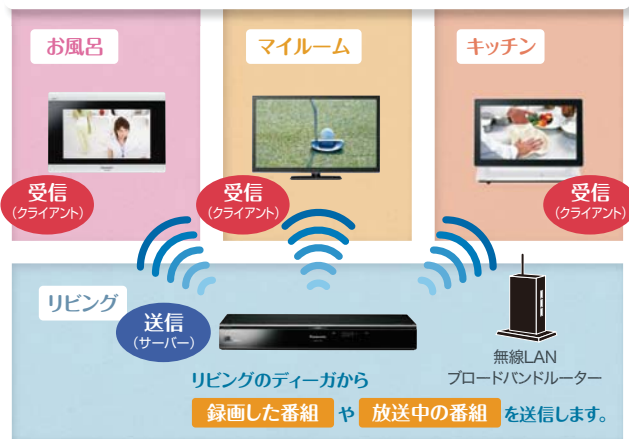 お風呂
マイルーム
キッチン
受信
(クライアント)
受信
(クライアント)
受信
(クライアント)
リビング
送信
(サーバー)
Panasonic
無線LAN
ブロードバンドルーター
リビングのディーガから
録画した番組 や 放送中の番組 を送信します。